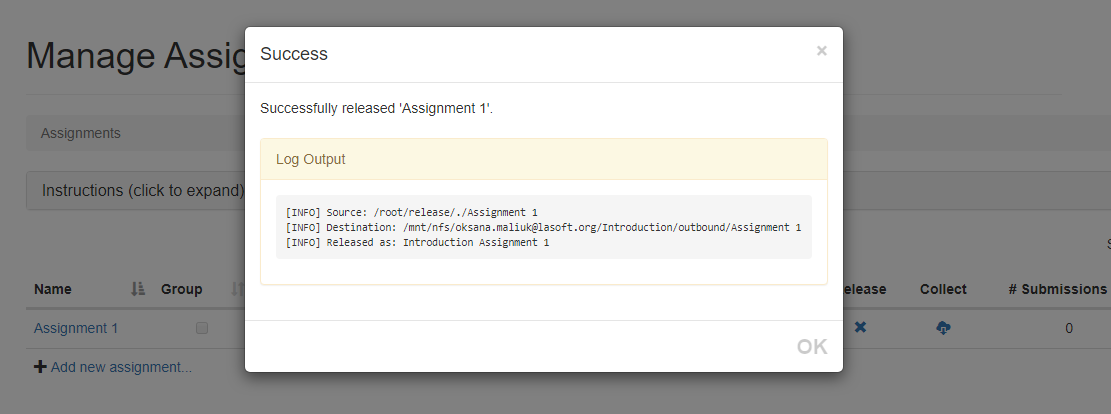 Manage Assig
Success
×
Successfully released 'Assignment 1'.
Assignments
Log Output
Instructions (click to expand)
[INFO] Source: /root/release/./Assignment 1
[INFO] Destination: /mnt/nfs/oksana.maliuk@lasoft.org/Introduction/outbound/Assignment 1
[INFO] Released as: Introduction Assignment 1
Name Group elease Collect # Submissions
Assignment 1 0
Add new assignment...
OK